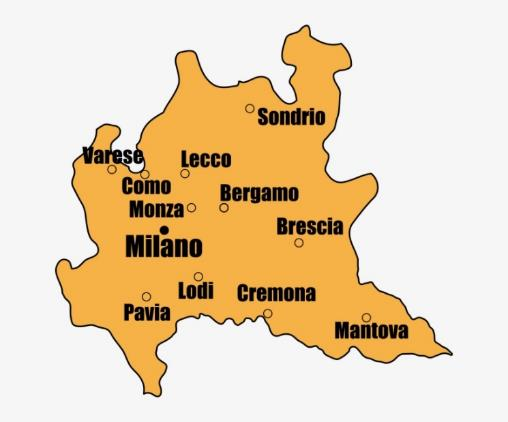 Sondrio
Varese
Lecco
Como
Bergamo
Monza
Brescia
Milano
Lodi
Cremona
Pavia
Mantova